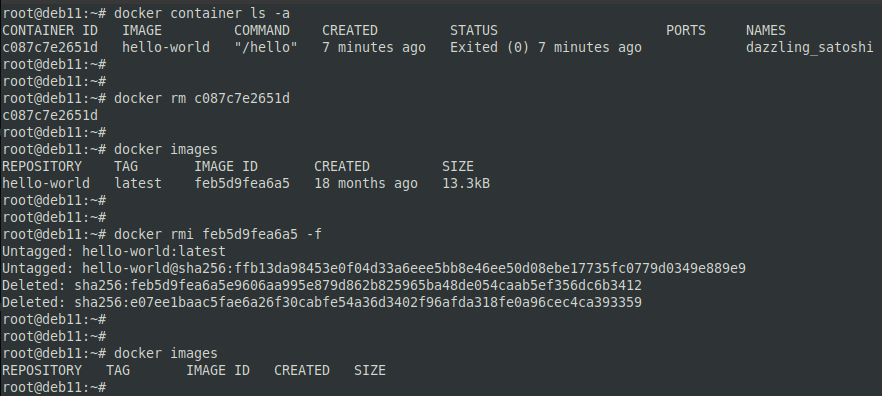 root@deb11:~# docker container ls -a
CONTAINER ID   IMAGE         COMMAND    CREATED         STATUS                     PORTS     NAMES
c087c7e2651d   hello-world   "/hello"   7 minutes ago   Exited (0) 7 minutes ago             dazzling_satoshi
root@deb11:~#
root@deb11:~#
root@deb11:~# docker rm c087c7e2651d
c087c7e2651d
root@deb11:~#
root@deb11:~# docker images
REPOSITORY    TAG       IMAGE ID       CREATED         SIZE
hello-world   latest    feb5d9fea6a5   18 months ago   13.3kB
root@deb11:~#
root@deb11:~#
root@deb11:~# docker rmi feb5d9fea6a5 -f
Untagged: hello-world:latest
Untagged: hello-world@sha256:ffb13da98453e0f04d33a6eee5bb8e46ee50d08ebe17735fc0779d0349e889e9
Deleted: sha256:feb5d9fea6a5e9606aa995e879d862b825965ba48de054caab5ef356dc6b3412
Deleted: sha256:e07ee1baac5fae6a26f30cabfe54a36d3402f96afda318fe0a96cec4ca393359
root@deb11:~#
root@deb11:~#
root@deb11:~# docker images
REPOSITORY   TAG       IMAGE ID   CREATED   SIZE
root@deb11:~#